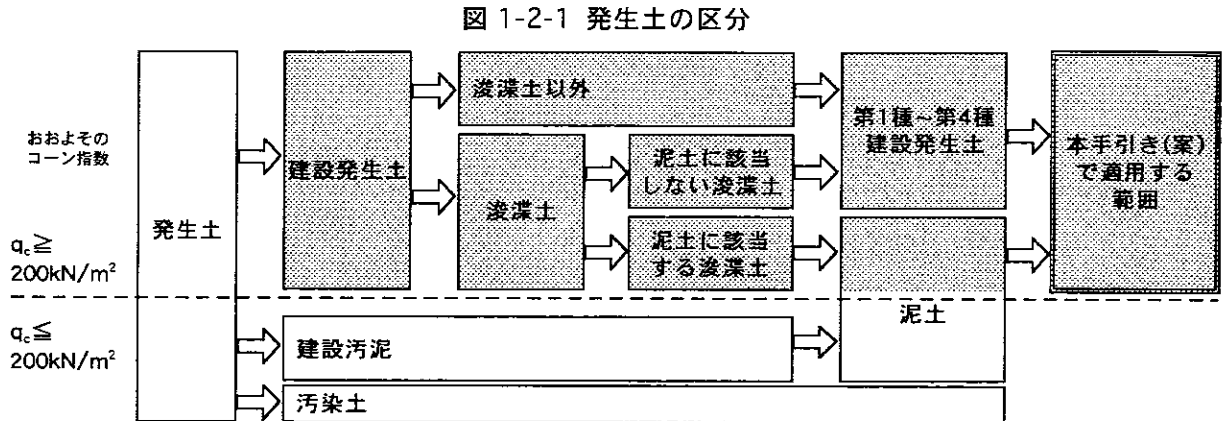 図 1-2-1 発生土の区分
おおよその
コーン指数
qc≧
200kN/m²
qc≦
200kN/m²
発生土
建設発生土
浚渫土以外
浚渫土
泥土に該当
しない浚渫土
泥土に該当
する浚渫土
第1種~第4種
建設発生土
泥土
本手引き(案)
で適用する
範囲
建設汚泥
汚染土